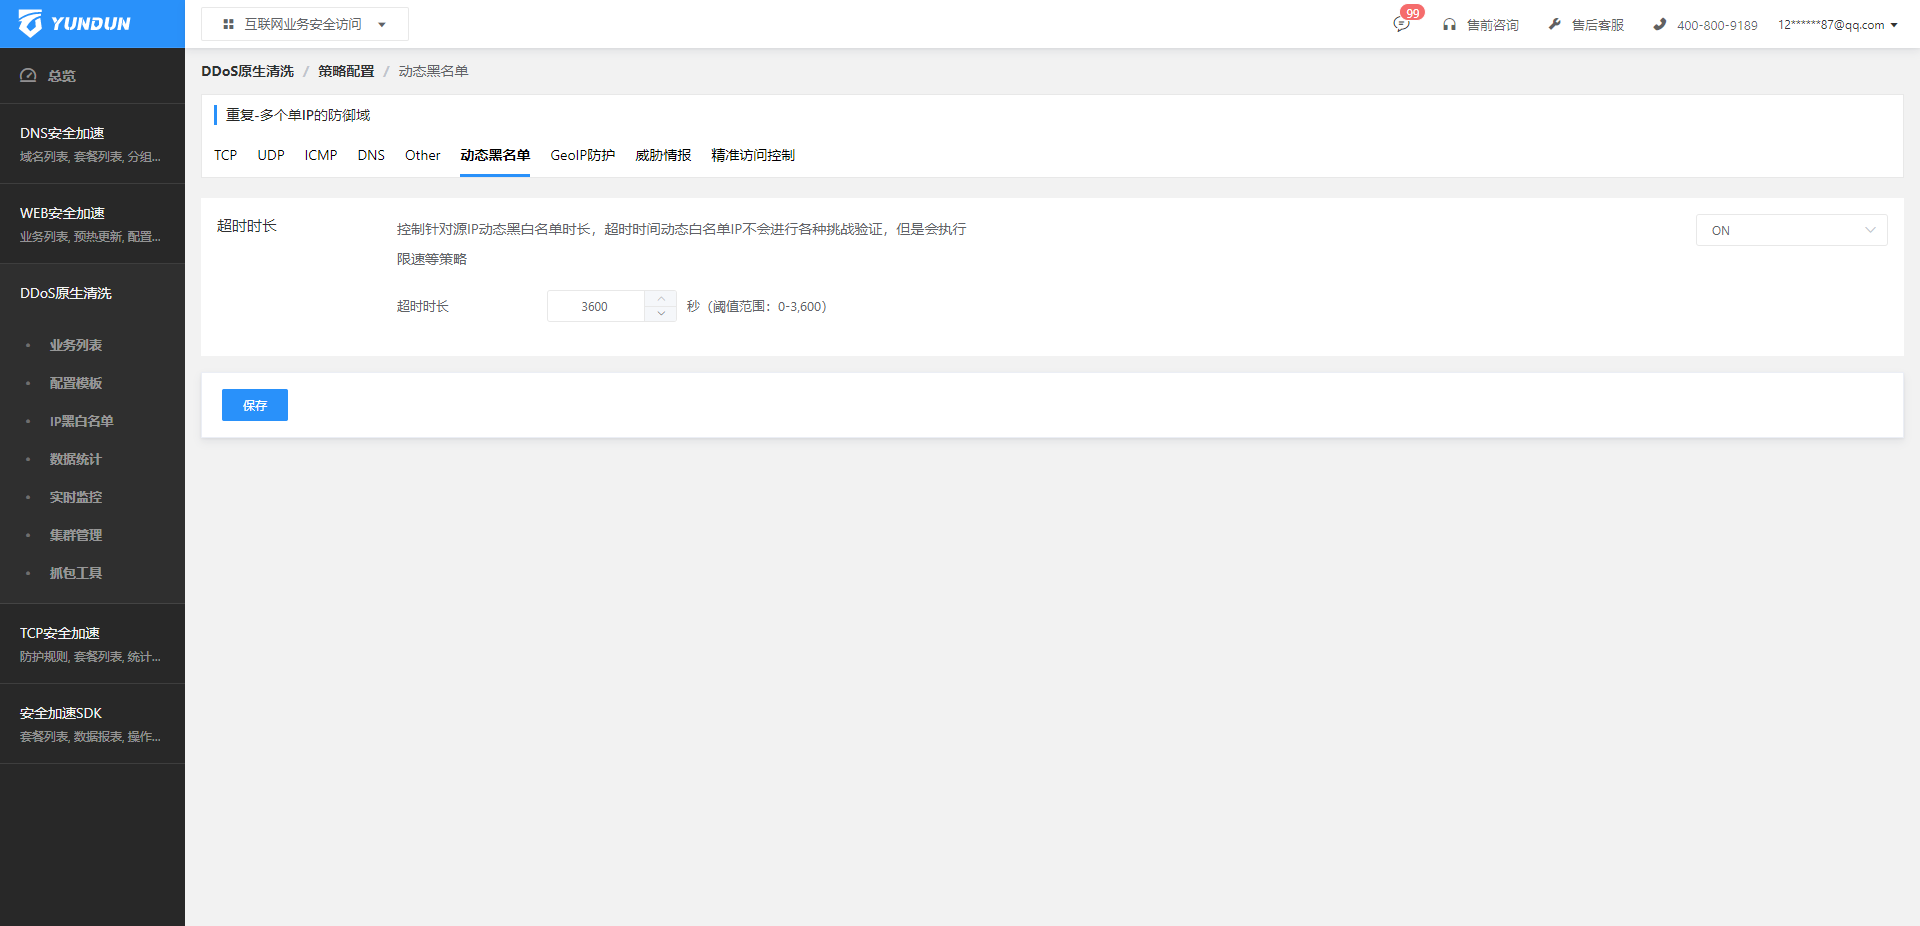 YUNDUN
互联网业务安全访问
99
售前咨询
售后客服
400-800-9189
12******87@qq.com
总览
DNS安全加速
域名列表, 套餐列表, 分组...
WEB安全加速
业务列表, 预热更新, 配置...
DDoS原生清洗
业务列表
配置模板
IP黑白名单
数据统计
实时监控
集群管理
抓包工具
TCP安全加速
防护规则, 套餐列表, 统计...
安全加速SDK
套餐列表, 数据报表, 操作...
DDoS原生清洗 / 策略配置 / 动态黑名单
重复-多个单IP的防御域
TCP UDP ICMP DNS Other 动态黑名单 GeoIP防护 威胁情报 精准访问控制
超时时长
控制针对源IP动态黑白名单时长，超时时间动态白名单IP不会进行各种挑战验证，但是会执行
限速等策略
ON
超时时长 3600 秒（阈值范围：0-3,600）
保存